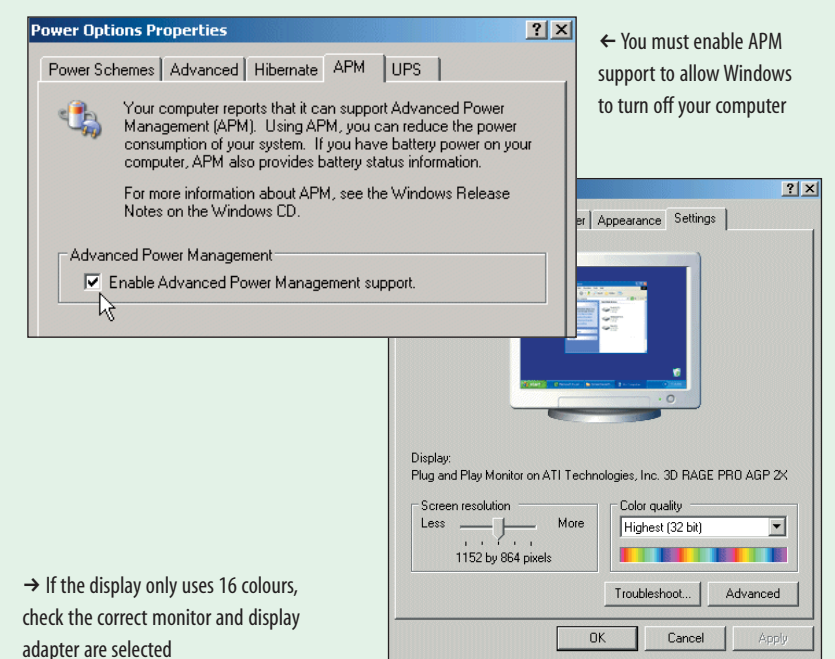 Power Options Properties
Power Schemes Advanced Hibernate APM UPS
Your computer reports that it can support Advanced Power
Management (APM). Using APM, you can reduce the power
consumption of your system. If you have battery power on your
computer, APM also provides battery status information.
For more information about APM, see the Windows Release
Notes on the Windows CD.
Advanced Power Management
Enable Advanced Power Management support.
← You must enable APM
support to allow Windows
to turn off your computer
Appearance Settings
Display:
Plug and Play Monitor on ATI Technologies, Inc. 3D RAGE PRO AGP 2X
Screen resolution
Less More
1152 by 864 pixels
Color quality
Highest (32 bit)
Troubleshoot... Advanced
OK Cancel Apply
→ If the display only uses 16 colours,
check the correct monitor and display
adapter are selected